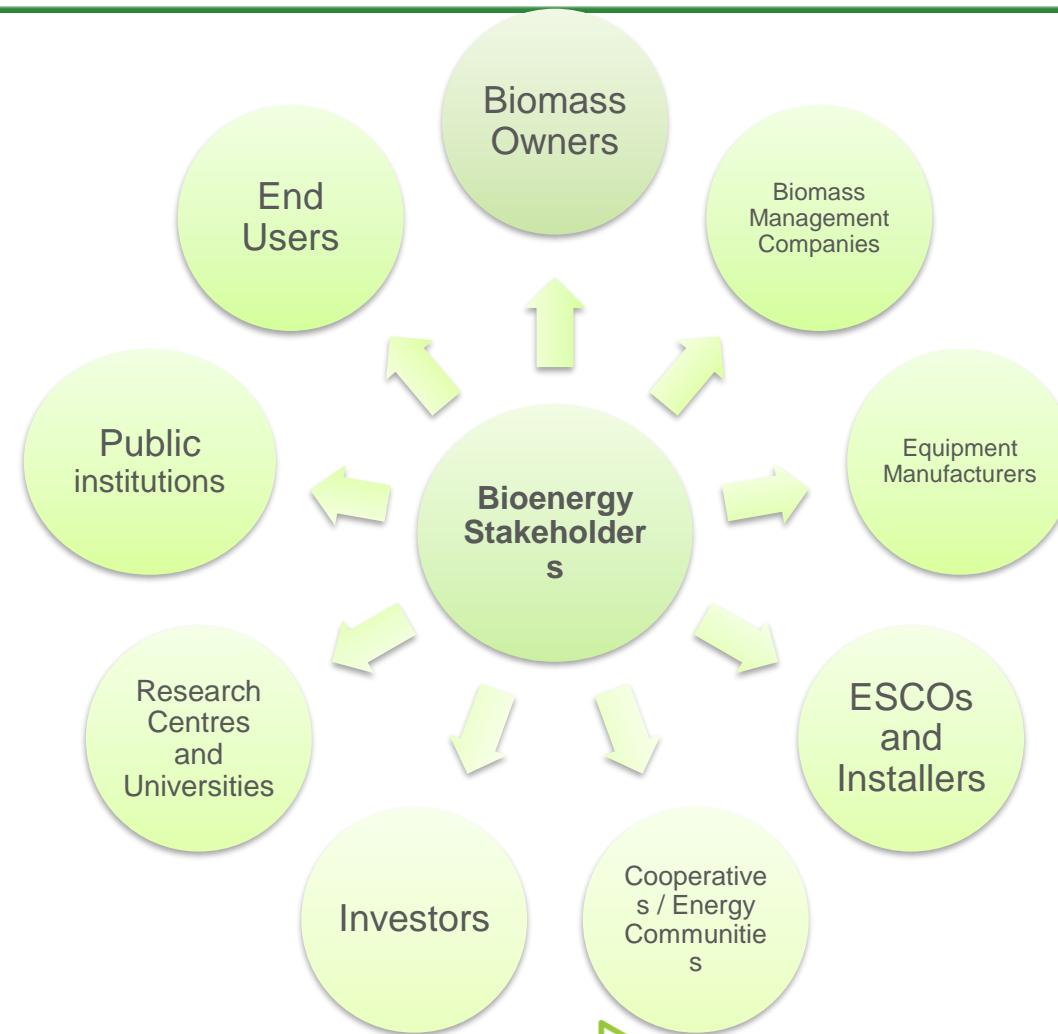 Biomass
Owners
Biomass
Management
Companies
Equipment
Manufacturers
ESCOs
and
Installers
Cooperative
s / Energy
Communitie
s
Investors
Research
Centres
and
Universities
Public
institutions
End
Users
Bioenergy
Stakeholder
s